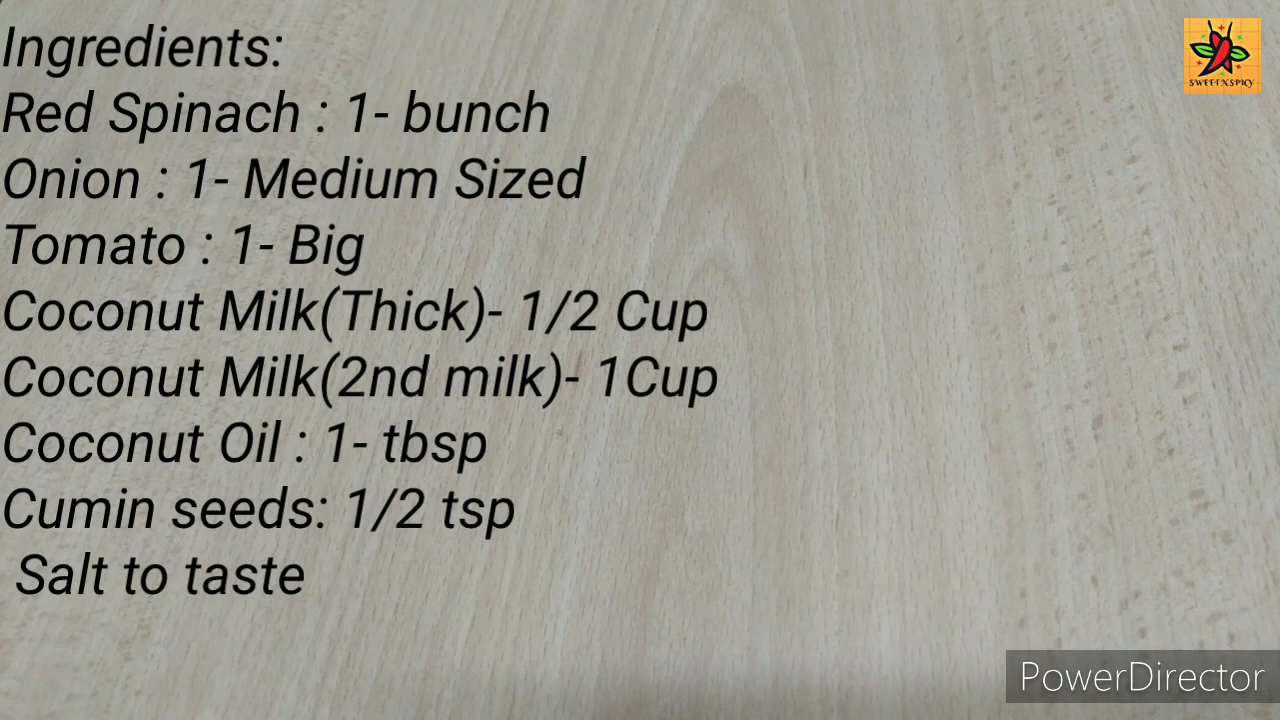 Ingredients:
Red Spinach : 1- bunch
Onion : 1- Medium Sized
Tomato : 1- Big
Coconut Milk(Thick)- 1/2 Cup
Coconut Milk(2nd milk)- 1Cup
Coconut Oil : 1- tbsp
Cumin seeds: 1/2 tsp
Salt to taste
SWEETNSPICY
PowerDirector